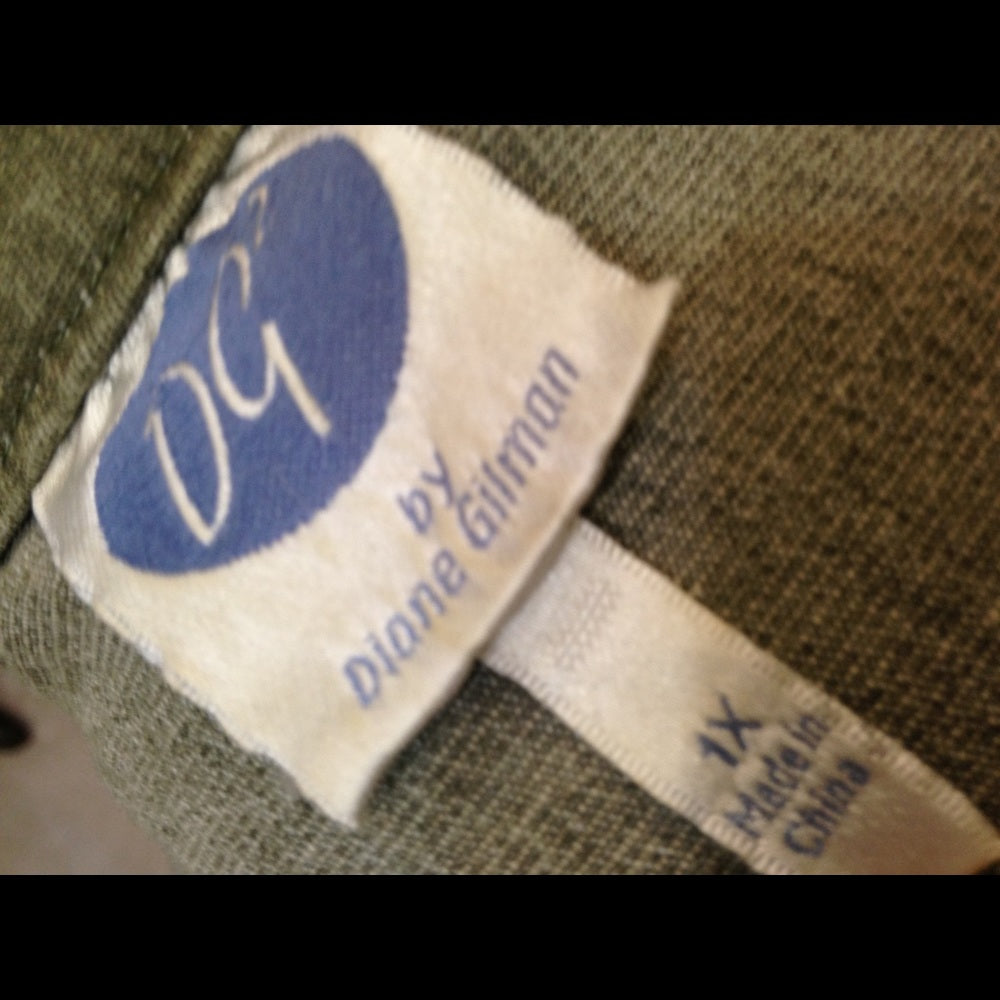 DG²
by
Diane Gilman
1X
Made in
China